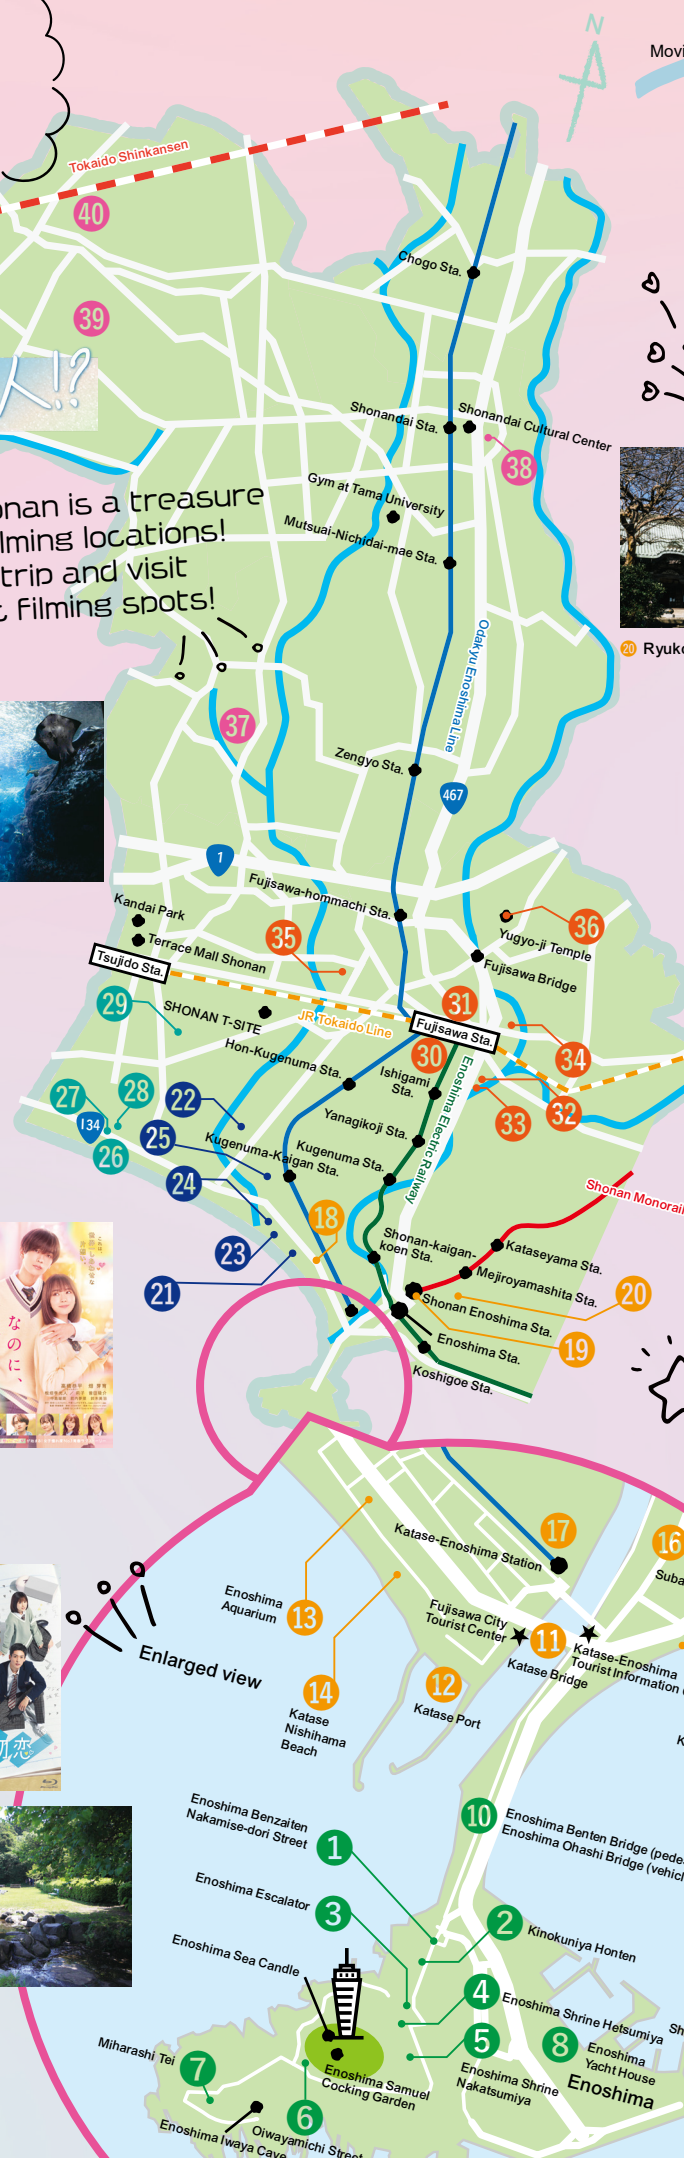 N
Movi
Tokaido Shinkansen
40
Chogo Sta.
39
人!?
Shonandai Sta.
Shonandai Cultural Center
38
onan is a treasure
lming locations!
trip and visit
t filming spots!
Gym at Tama University
Mutsuai-Nichidai-mae Sta.
20 Ryuko
Odakyu Enoshima Line
37
Zengyo Sta.
467
1
Fujisawa-hommachi Sta.
Kandai Park
Terrace Mall Shonan
Tsujido Sta.
35
36
Yugyo-ji Temple
Fujisawa Bridge
29
SHONAN T-SITE
JR Tokaido Line
31
Fujisawa Sta.
30
34
Hon-Kugenuma Sta.
Ishigami
Sta.
Enoshima Electric Railway
27
28
22
134
26
25
33
32
Yanagikoji Sta.
Kugenuma-Kaigan Sta.
Kugenuma Sta.
24
18
23
21
Shonan Monorail
Shonan-kaigan-
koen Sta.
Kataseyama Sta.
Mejiroyamashita Sta.
20
Shonan Enoshima Sta.
19
Enoshima Sta.
Koshigoe Sta.
なのに、
Katase-Enoshima Station
17
16
Suba
Enoshima
Aquarium
13
Fujisawa City
Tourist Center
11
Katase-Enoshima
Tourist Information
Katase Bridge
Enlarged view
14
Katase
Nishihama
Beach
12
Katase Port
K
初恋
Enoshima Benzaiten
Nakamise-dori Street
1
10
Enoshima Benten Bridge (pede
Enoshima Ohashi Bridge (vehicl
Enoshima Escalator
3
2
Kinokuniya Honten
Enoshima Sea Candle
4
Enoshima Shrine Hetsumiya
Sh
5
Enoshima Shrine
Nakatsumiya
8
Enoshima
Yacht House
Enoshima
Miharashi Tei
7
Enoshima Samuel
Cocking Garden
6
Oiwayamichi Street
Enoshima Iwaya Cave